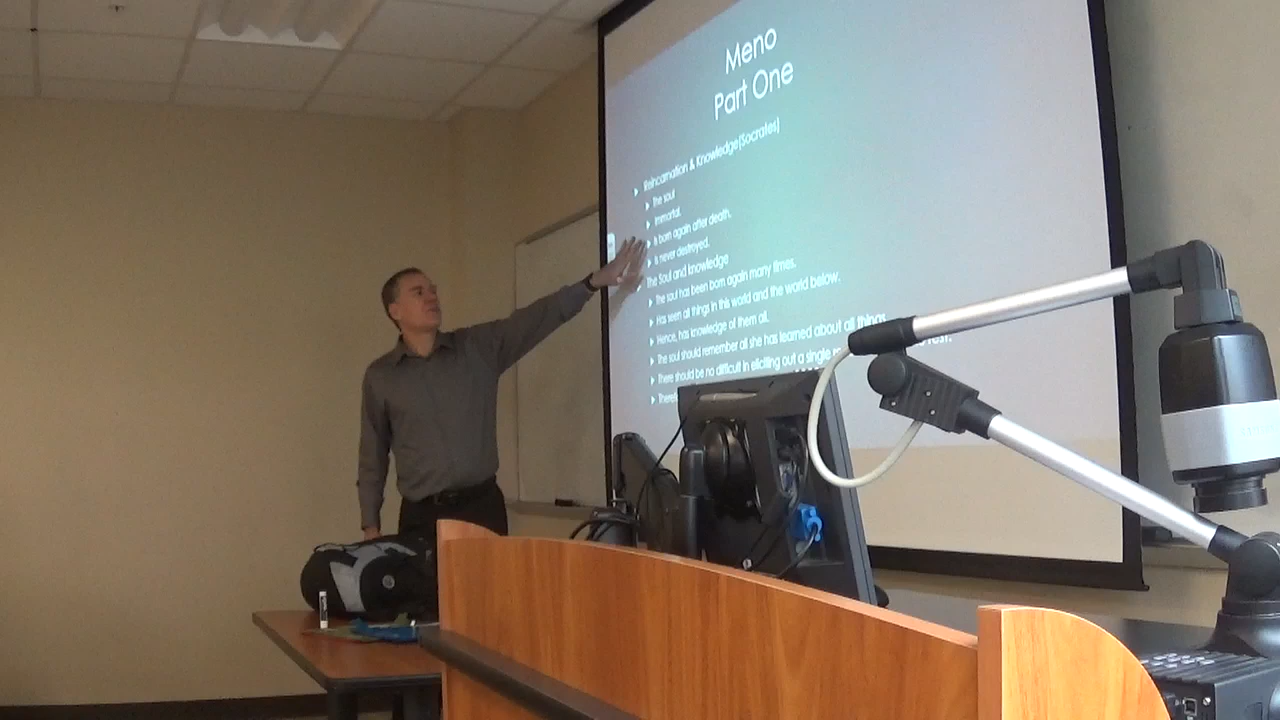 Meno
Part One
Reincarnation & Knowledge(Socrates)
The soul
Immortal.
Is born again after death.
Is never destroyed.
The Soul and knowledge
The soul has been born again many times.
Has seen all things in this world and the world below.
Hence, has knowledge of them all.
The soul should remember all she has learned about all things.
There should be no difficult in eliciting out a single